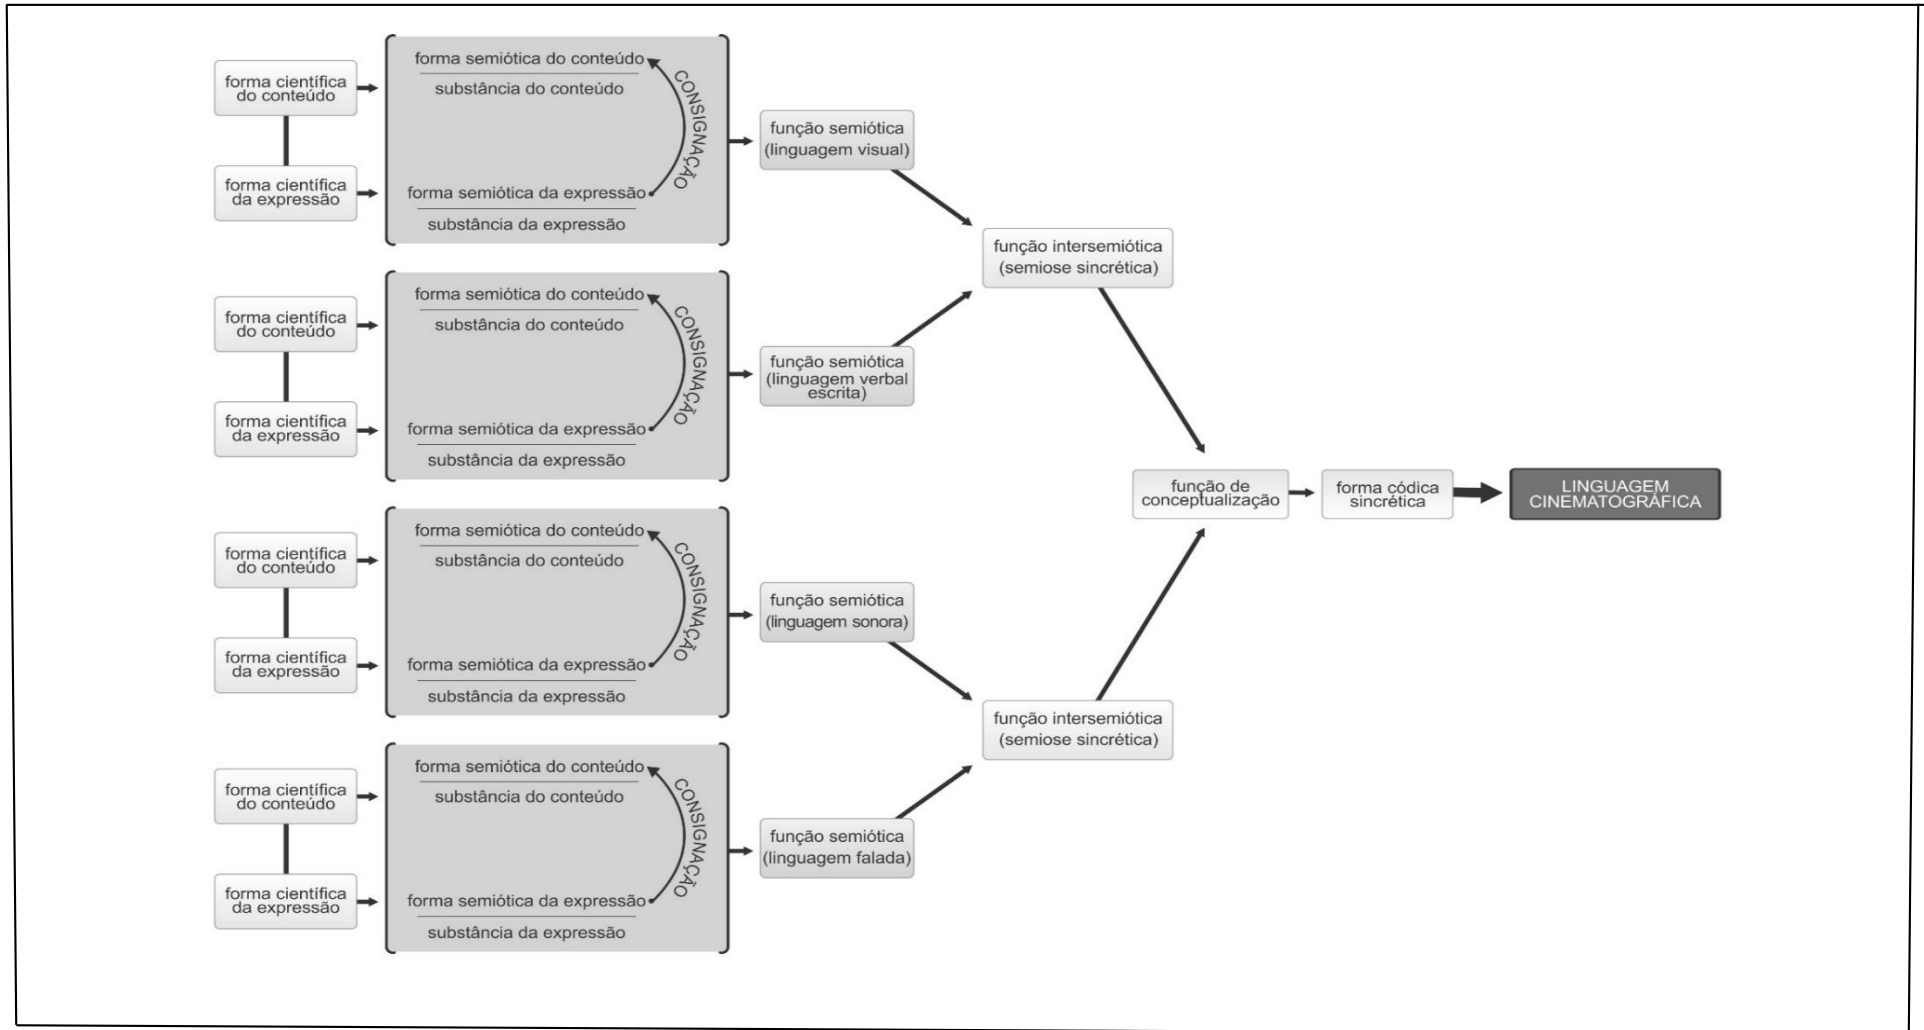 forma científica
do conteúdo
forma científica
da expressão
forma semiótica do conteúdo
substância do conteúdo
forma semiótica da expressão
substância da expressão
CONSIGNAÇÃO
função semiótica
(linguagem visual)
forma científica
do conteúdo
forma científica
da expressão
forma semiótica do conteúdo
substância do conteúdo
forma semiótica da expressão
substância da expressão
CONSIGNAÇÃO
função semiótica
(linguagem verbal
escrita)
função intersemiótica
(semiose sincrética)
forma científica
do conteúdo
forma científica
da expressão
forma semiótica do conteúdo
substância do conteúdo
forma semiótica da expressão
substância da expressão
CONSIGNAÇÃO
função semiótica
(linguagem sonora)
forma científica
do conteúdo
forma científica
da expressão
forma semiótica do conteúdo
substância do conteúdo
forma semiótica da expressão
substância da expressão
CONSIGNAÇÃO
função semiótica
(linguagem falada)
função intersemiótica
(semiose sincrética)
função de
conceptualização
forma códica
sincrética
LINGUAGEM
CINEMATOGRÁFICA